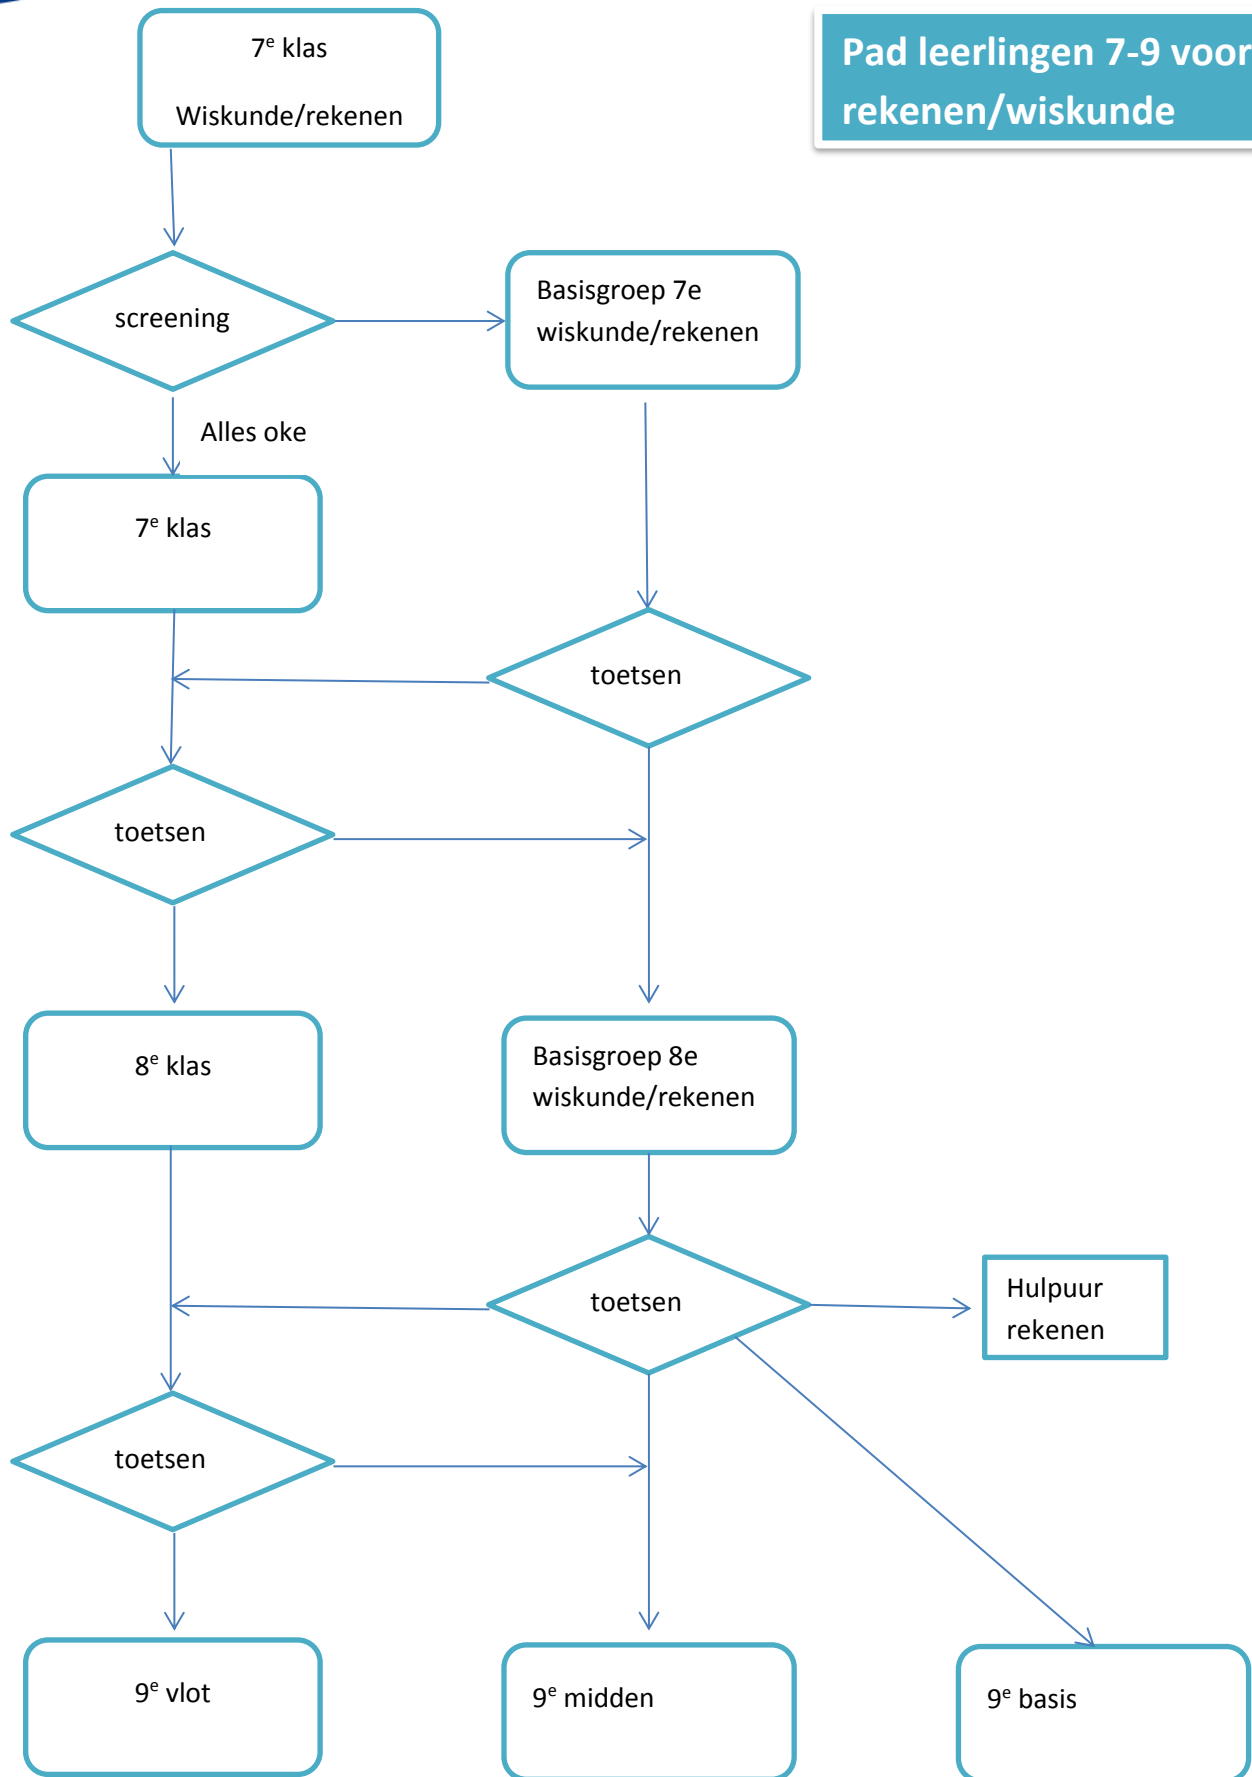 7e klas
Wiskunde/rekenen
Pad leerlingen 7-9 voor
rekenen/wiskunde
screening
Basisgroep 7e
wiskunde/rekenen
Alles oke
7e klas
toetsen
toetsen
8e klas
Basisgroep 8e
wiskunde/rekenen
toetsen
Hulpuur
rekenen
toetsen
9e vlot
9e midden
9e basis